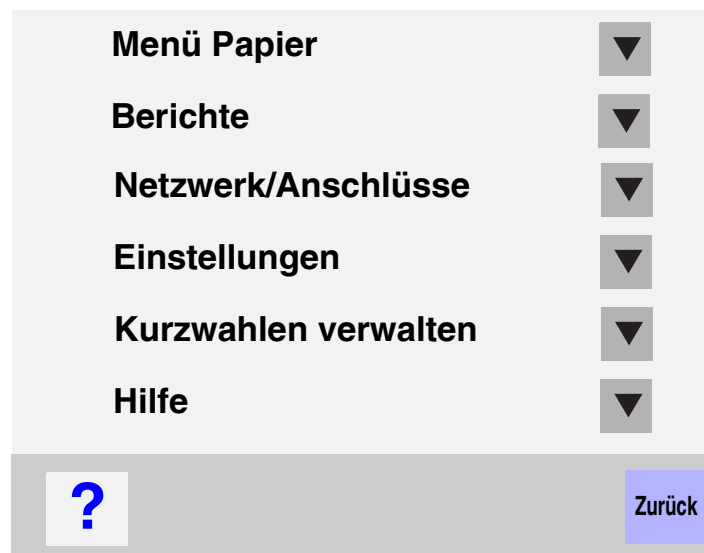 Menü Papier
Berichte
Netzwerk/Anschlüsse
Einstellungen
Kurzwahlen verwalten
Hilfe
?
Zurück